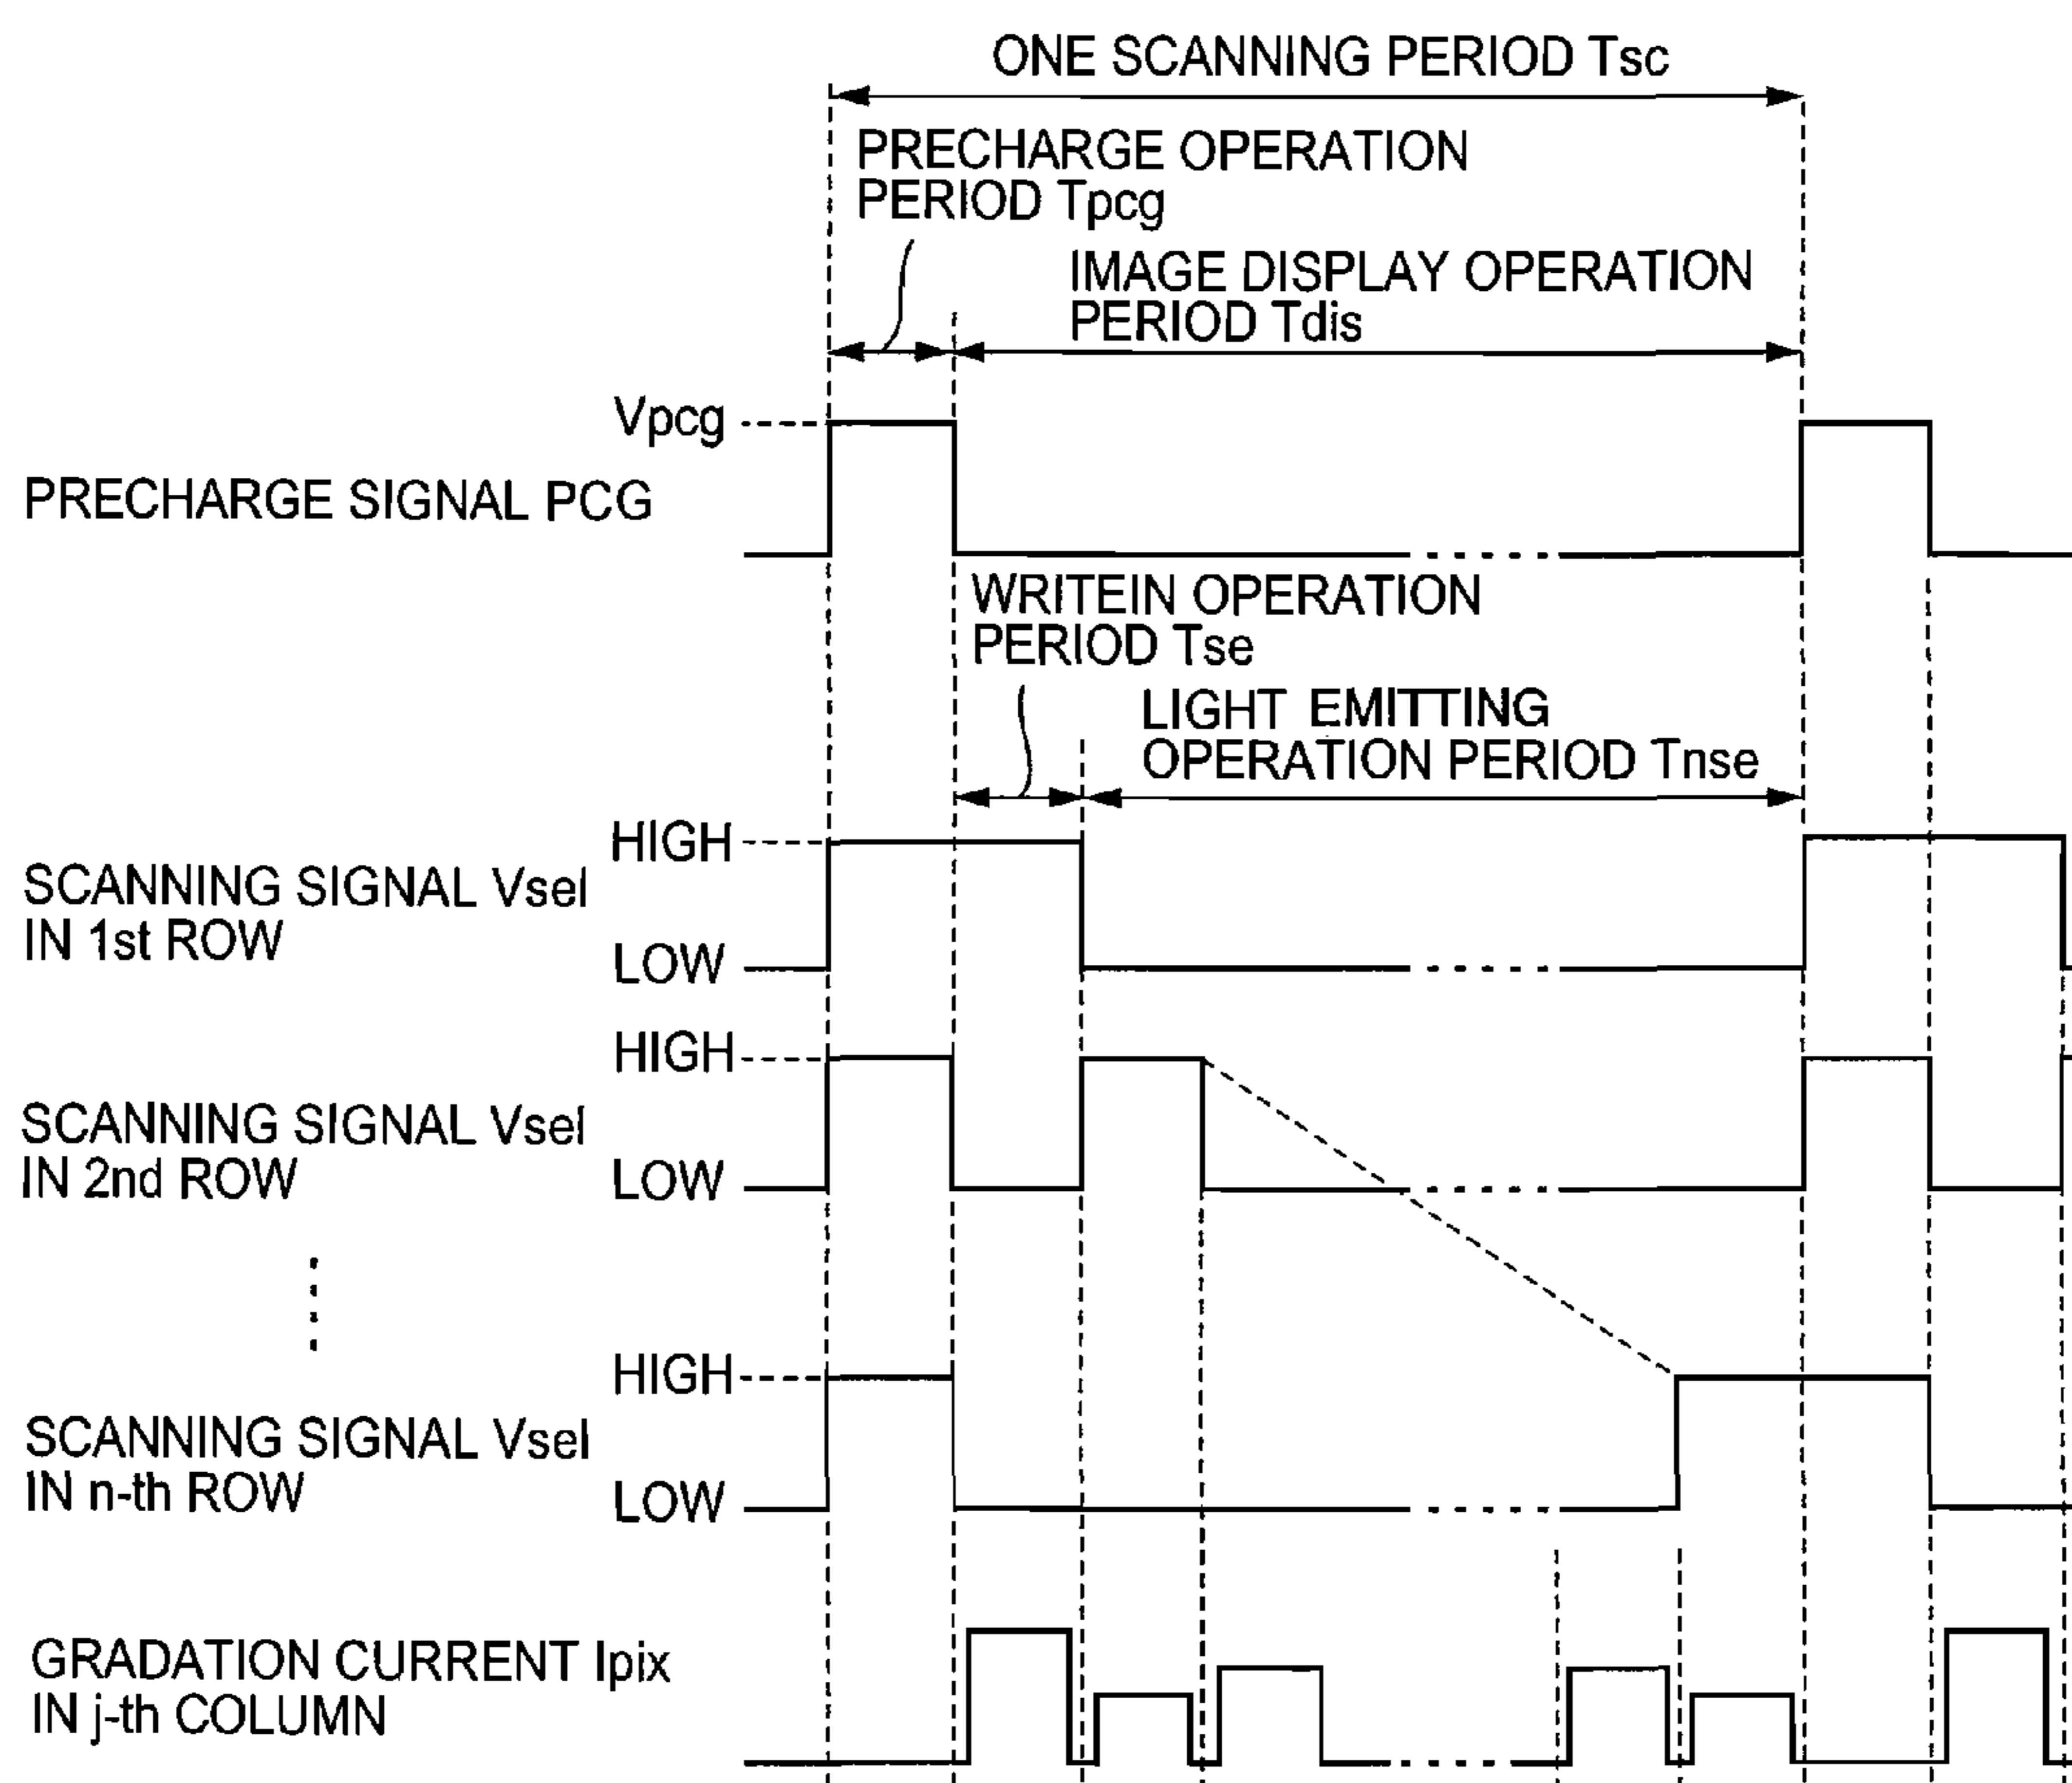 ONE SCANNING PERIOD Tsc
PRECHARGE OPERATION
PERIOD Tpcg
IMAGE DISPLAY OPERATION
PERIOD Tdis
Vpcg
PRECHARGE SIGNAL PCG
WRITEIN OPERATION
PERIOD Tse
LIGHT EMITTING
OPERATION PERIOD Tnse
HIGH
SCANNING SIGNAL Vsel
IN 1st ROW
LOW
HIGH
SCANNING SIGNAL Vsel
IN 2nd ROW
LOW
HIGH
SCANNING SIGNAL Vsel
IN n-th ROW
LOW
GRADATION CURRENT Ipix
IN j-th COLUMN